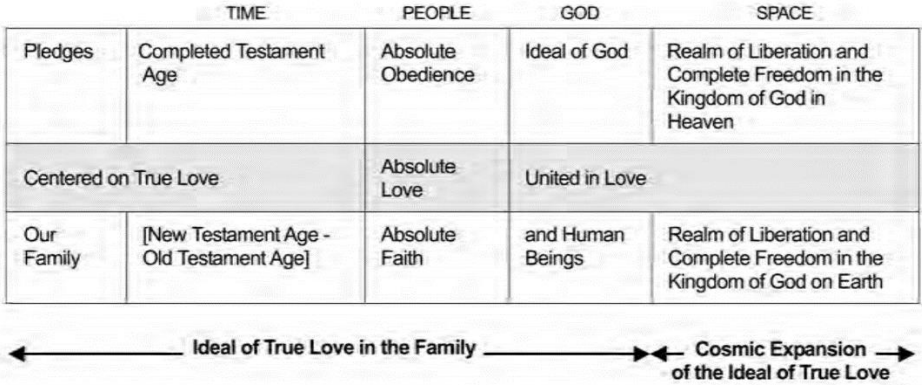 TIME PEOPLE GOD SPACE
Pledges Completed Testament Absolute Ideal of God Realm of Liberation and
Age Obedience Complete Freedom in the
Kingdom of God in
Heaven
Centered on True Love Absolute United in Love
Love
Our [New Testament Age - Absolute and Human Realm of Liberation and
Family Old Testament Age] Faith Beings Complete Freedom in the
Kingdom of God on Earth
Ideal of True Love in the Family Cosmic Expansion
of the Ideal of True Love